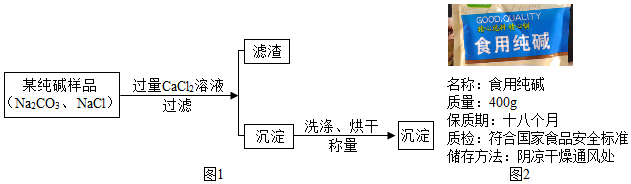 某纯碱样品
(Na2CO3、NaCl)
过量CaCl2溶液
过滤
滤渣
沉淀
洗涤、烘干
称量
沉淀
图1
GOOD QUALITY
食用纯碱
名称：食用纯碱
质量：400g
保质期：十八个月
质检：符合国家食品安全标准
储存方法：阴凉干燥通风处
图2